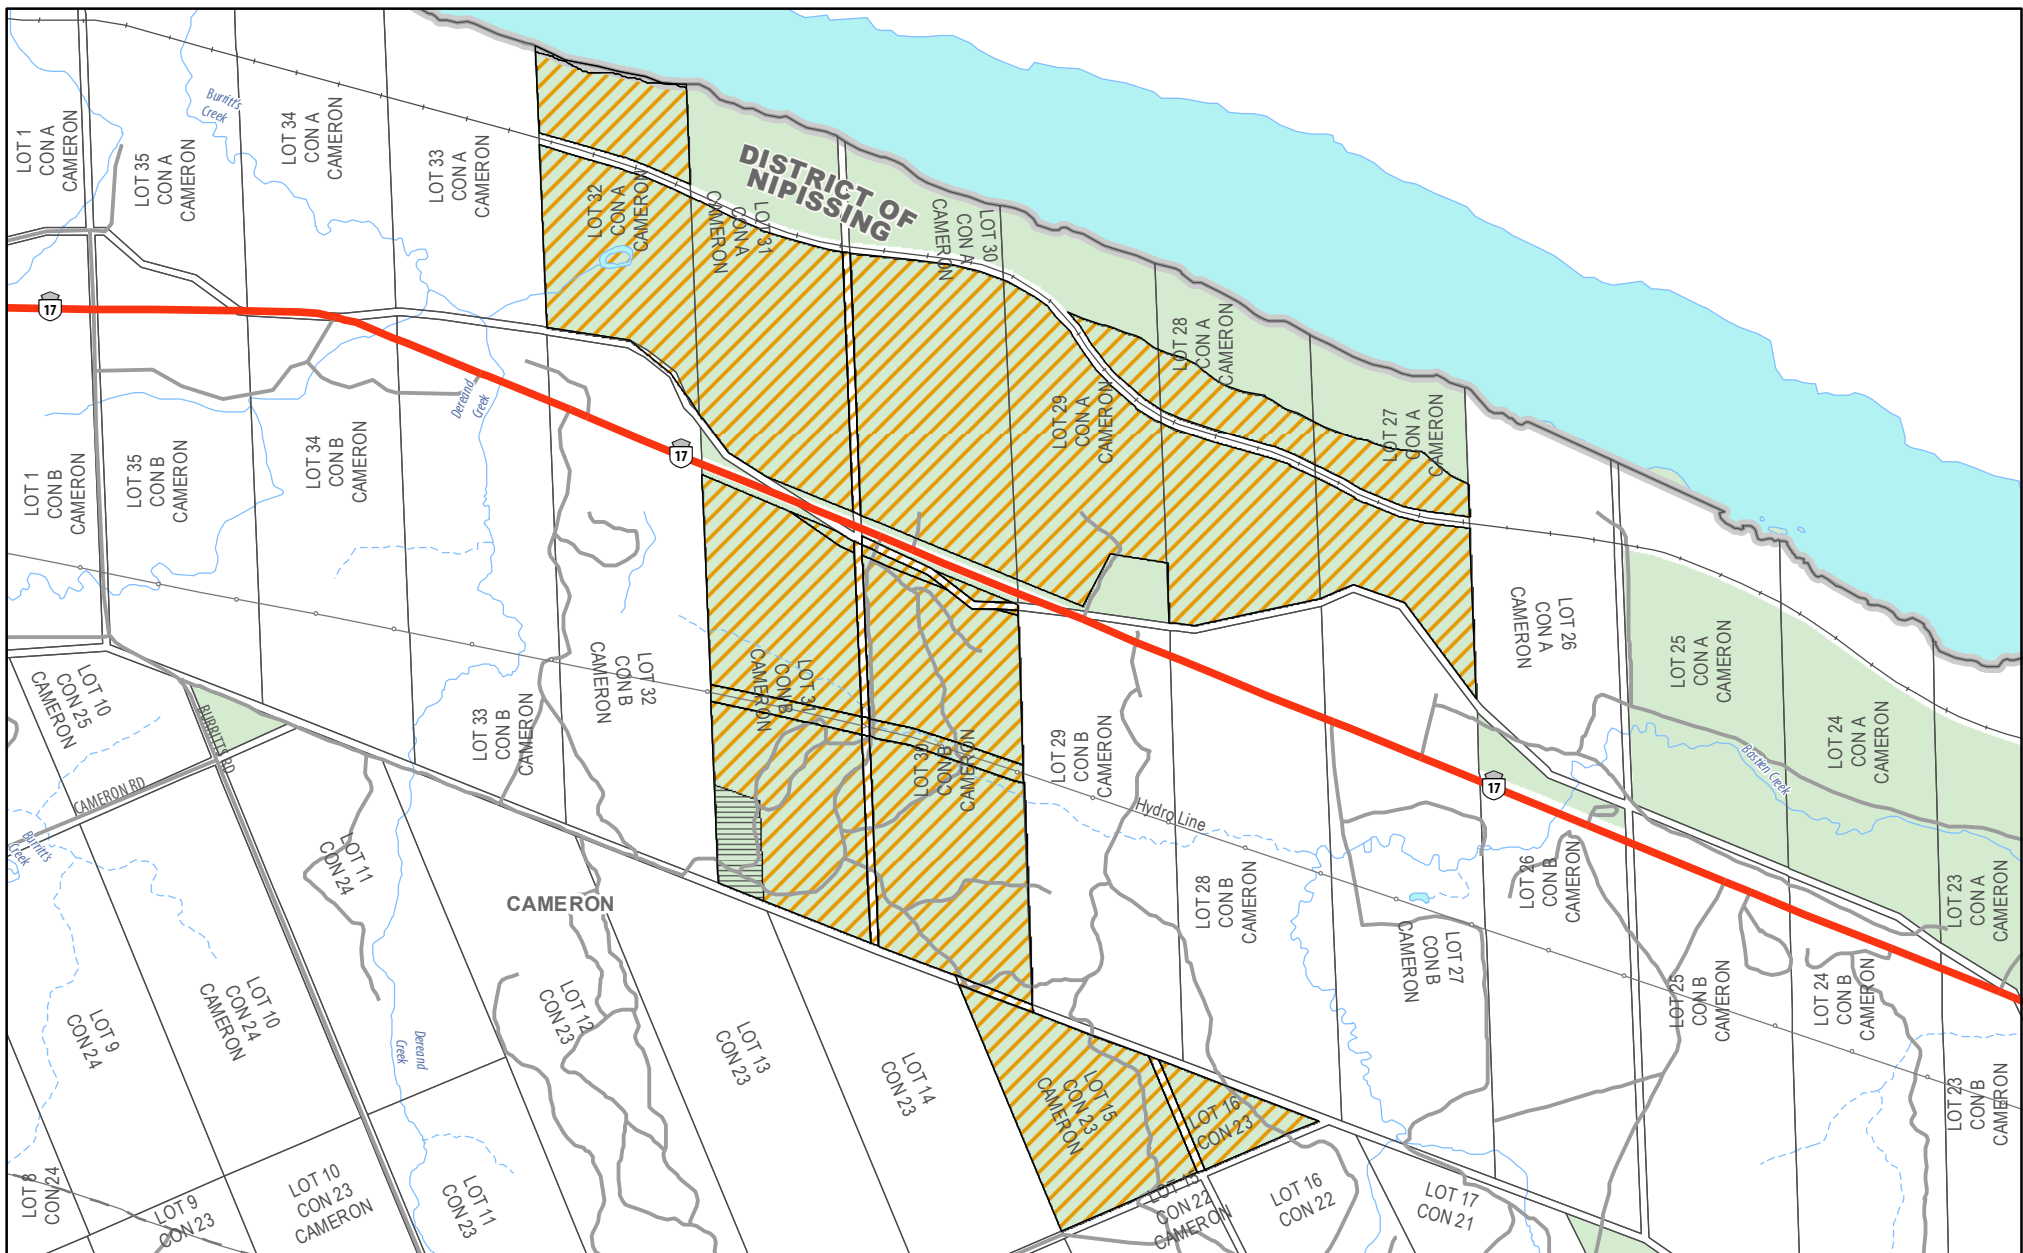 LOT 1
CON A
CAMERON
LOT 35
CON A
CAMERON
Burritt's
Creek
LOT 34
CON A
CAMERON
LOT 33
CON A
CAMERON
LOT 32
CON A
CAMERON
LOT 31
CON A
CAMERON
DISTRICT OF
NIPISSING
LOT 30
CON A
CAMERON
LOT 29
CON A
CAMERON
LOT 28
CON A
CAMERON
LOT 27
CON A
CAMERON
LOT 26
CON A
CAMERON
LOT 25
CON A
CAMERON
LOT 24
CON A
CAMERON
LOT 23
CON A
CAMERON
17
17
17
Dereand
Creek
LOT 1
CON B
CAMERON
LOT 35
CON B
CAMERON
LOT 34
CON B
CAMERON
LOT 33
CON B
CAMERON
LOT 32
CON B
CAMERON
LOT 31
CON B
CAMERON
LOT 30
CON B
CAMERON
LOT 29
CON B
CAMERON
Hydro Line
LOT 28
CON B
CAMERON
LOT 27
CON B
CAMERON
LOT 26
CON B
CAMERON
LOT 25
CON B
CAMERON
LOT 24
CON B
CAMERON
LOT 23
CON B
CAMERON
Bastien Creek
LOT 10
CON 25
CAMERON
BURRITTS RD
CAMERON RD
Burritt's
Creek
LOT 11
CON 24
CAMERON
LOT 9
CON 24
LOT 10
CON 24
CAMERON
Dereand
Creek
LOT 12
CON 23
LOT 13
CON 23
LOT 14
CON 23
LOT 15
CON 23
CAMERON
LOT 16
CON 23
LOT 8
CON 24
LOT 9
CON 23
LOT 10
CON 23
CAMERON
LOT 11
CON 23
LOT 15
CON 22
CAMERON
LOT 16
CON 22
LOT 17
CON 21